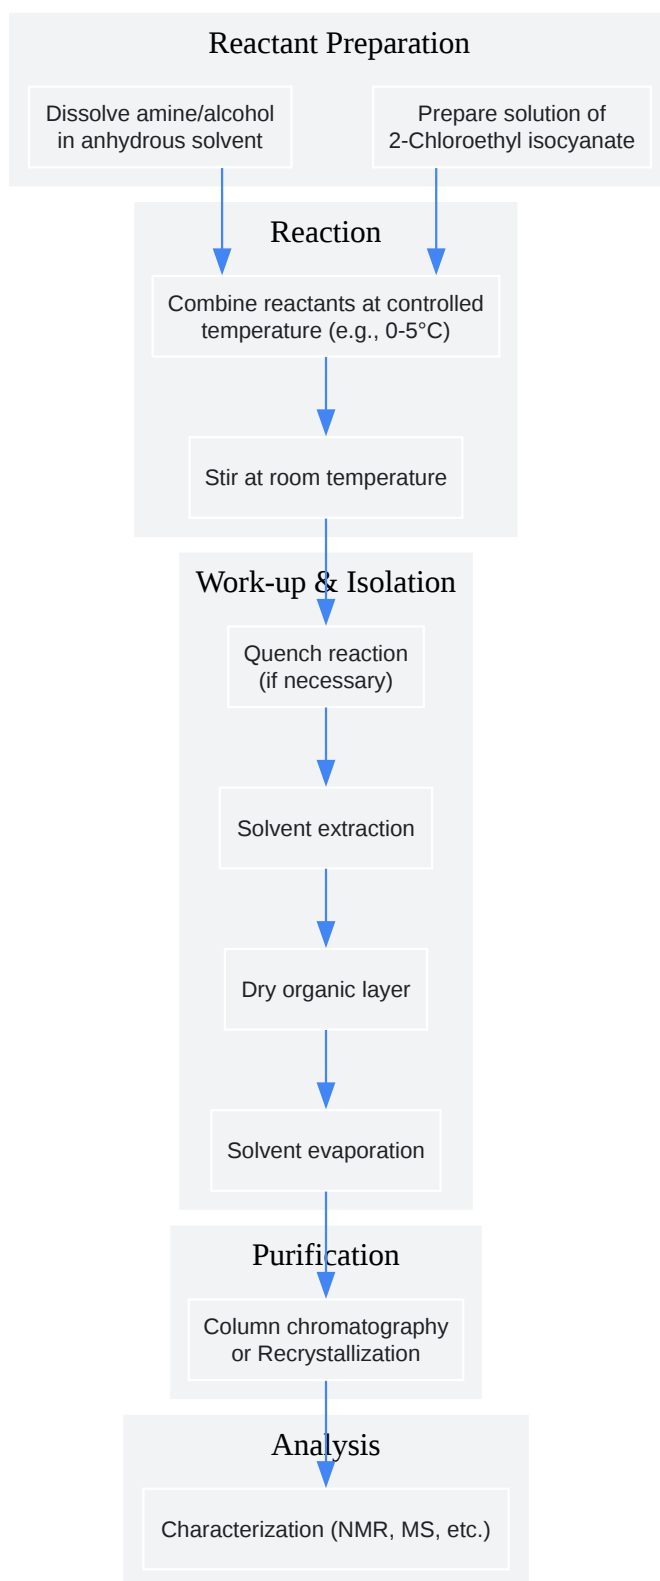 Reactant Preparation
Dissolve amine/alcohol
in anhydrous solvent
Prepare solution of
2-Chloroethyl isocyanate
Reaction
Combine reactants at controlled
temperature (e.g., 0-5°C)
Stir at room temperature
Work-up & Isolation
Quench reaction
(if necessary)
Solvent extraction
Dry organic layer
Solvent evaporation
Purification
Column chromatography
or Recrystallization
Analysis
Characterization (NMR, MS, etc.)